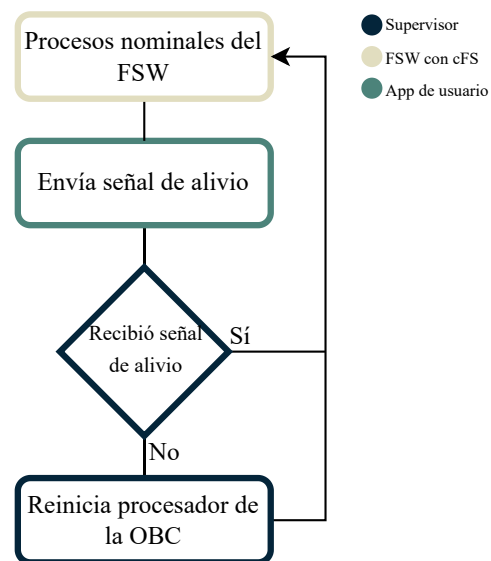 Procesos nominales del
FSW
Supervisor
FSW con cFS
App de usuario
Envía señal de alivio
Recibió señal
de alivio
Sí
No
Reinicia procesador de
la OBC